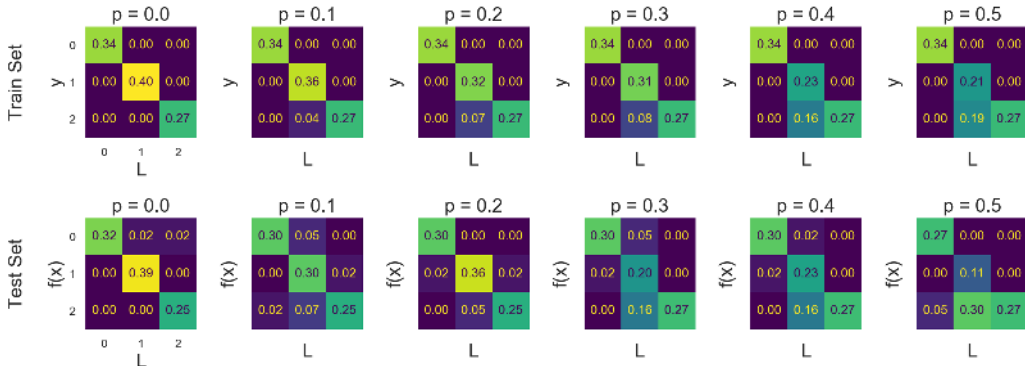 p = 0.0 p = 0.1 p = 0.2 p = 0.3 p = 0.4 p = 0.5
Train Set
0 0.34 0.00 0.00 0.34 0.00 0.00 0.34 0.00 0.00 0.34 0.00 0.00 0.34 0.00 0.00 0.34 0.00 0.00
y 1 0.00 0.40 0.00 y 0.00 0.36 0.00 y 0.00 0.32 0.00 y 0.00 0.31 0.00 y 0.00 0.23 0.00 y 0.00 0.21 0.00
2 0.00 0.00 0.27 0.00 0.04 0.27 0.00 0.07 0.27 0.00 0.08 0.27 0.00 0.16 0.27 0.00 0.19 0.27
0 1 2
L L L L L L
p = 0.0 p = 0.1 p = 0.2 p = 0.3 p = 0.4 p = 0.5
Test Set
0 0.32 0.02 0.02 0.30 0.05 0.00 0.30 0.00 0.00 0.30 0.05 0.00 0.30 0.02 0.00 0.27 0.00 0.00
f(x) 1 0.00 0.39 0.00 f(x) 0.00 0.30 0.02 f(x) 0.02 0.36 0.02 f(x) 0.02 0.20 0.00 f(x) 0.00 0.23 0.00 f(x) 0.00 0.11 0.00
2 0.00 0.00 0.25 0.02 0.07 0.25 0.00 0.05 0.25 0.00 0.16 0.27 0.00 0.16 0.27 0.05 0.30 0.27
0 1 2
L L L L L L